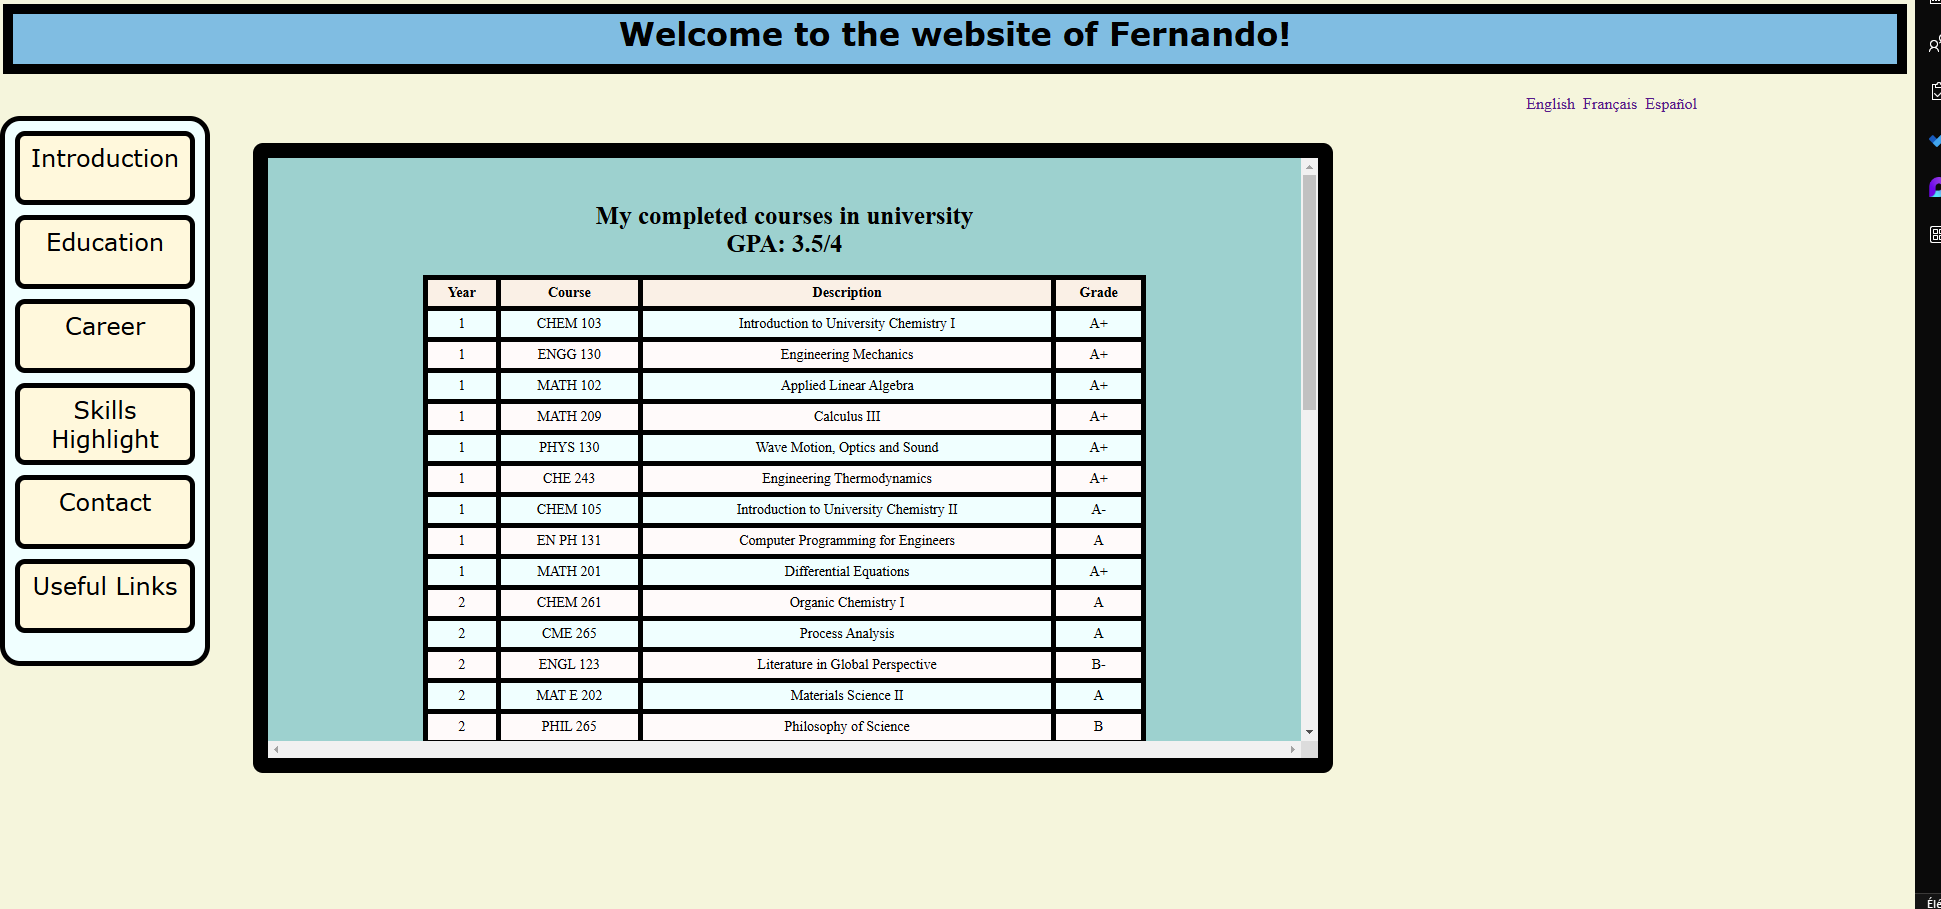 Welcome to the website of Fernando!
English Français Español
Introduction
Education
Career
Skills
Highlight
Contact
Useful Links
My completed courses in university
GPA: 3.5/4
Year Course Description Grade
1 CHEM 103 Introduction to University Chemistry I A+
1 ENGG 130 Engineering Mechanics A+
1 MATH 102 Applied Linear Algebra A+
1 MATH 209 Calculus III A+
1 PHYS 130 Wave Motion, Optics and Sound A+
1 CHE 243 Engineering Thermodynamics A+
1 CHEM 105 Introduction to University Chemistry II A-
1 EN PH 131 Computer Programming for Engineers A
1 MATH 201 Differential Equations A+
2 CHEM 261 Organic Chemistry I A
2 CME 265 Process Analysis A
2 ENGL 123 Literature in Global Perspective B-
2 MAT E 202 Materials Science II A
2 PHIL 265 Philosophy of Science B